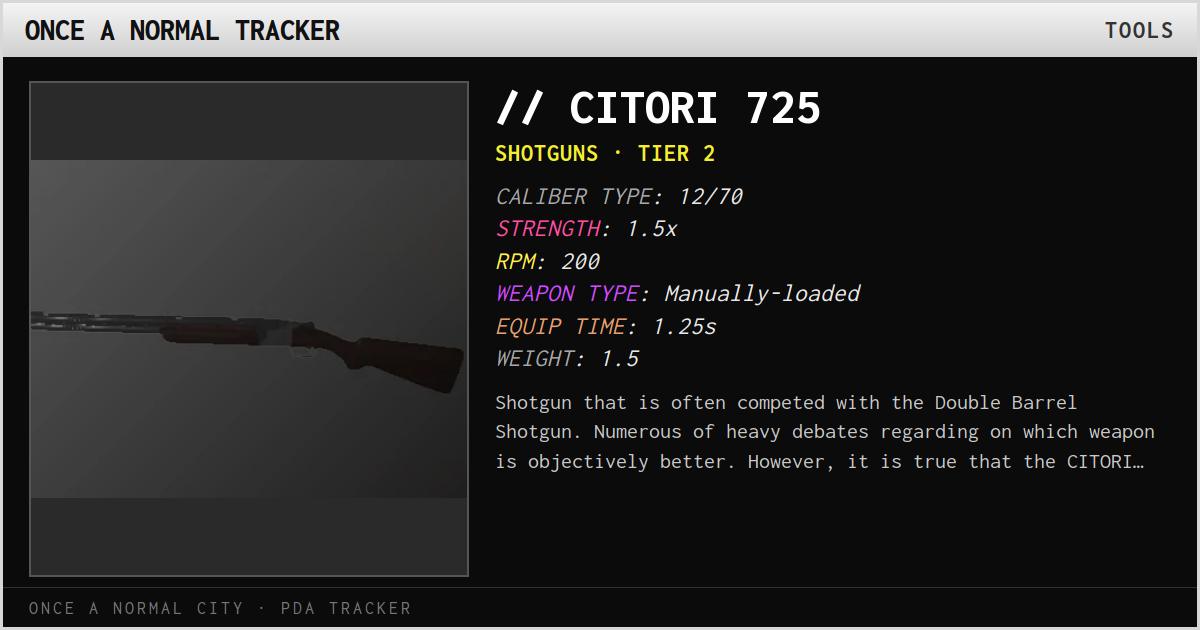 ONCE A NORMAL TRACKER
TOOLS
// CITORI 725
SHOTGUNS · TIER 2
CALIBER TYPE: 12/70
STRENGTH: 1.5x
RPM: 200
WEAPON TYPE: Manually-loaded
EQUIP TIME: 1.25s
WEIGHT: 1.5
Shotgun that is often competed with the Double Barrel
Shotgun. Numerous of heavy debates regarding on which weapon
is objectively better. However, it is true that the CITORI…
ONCE A NORMAL CITY · PDA TRACKER